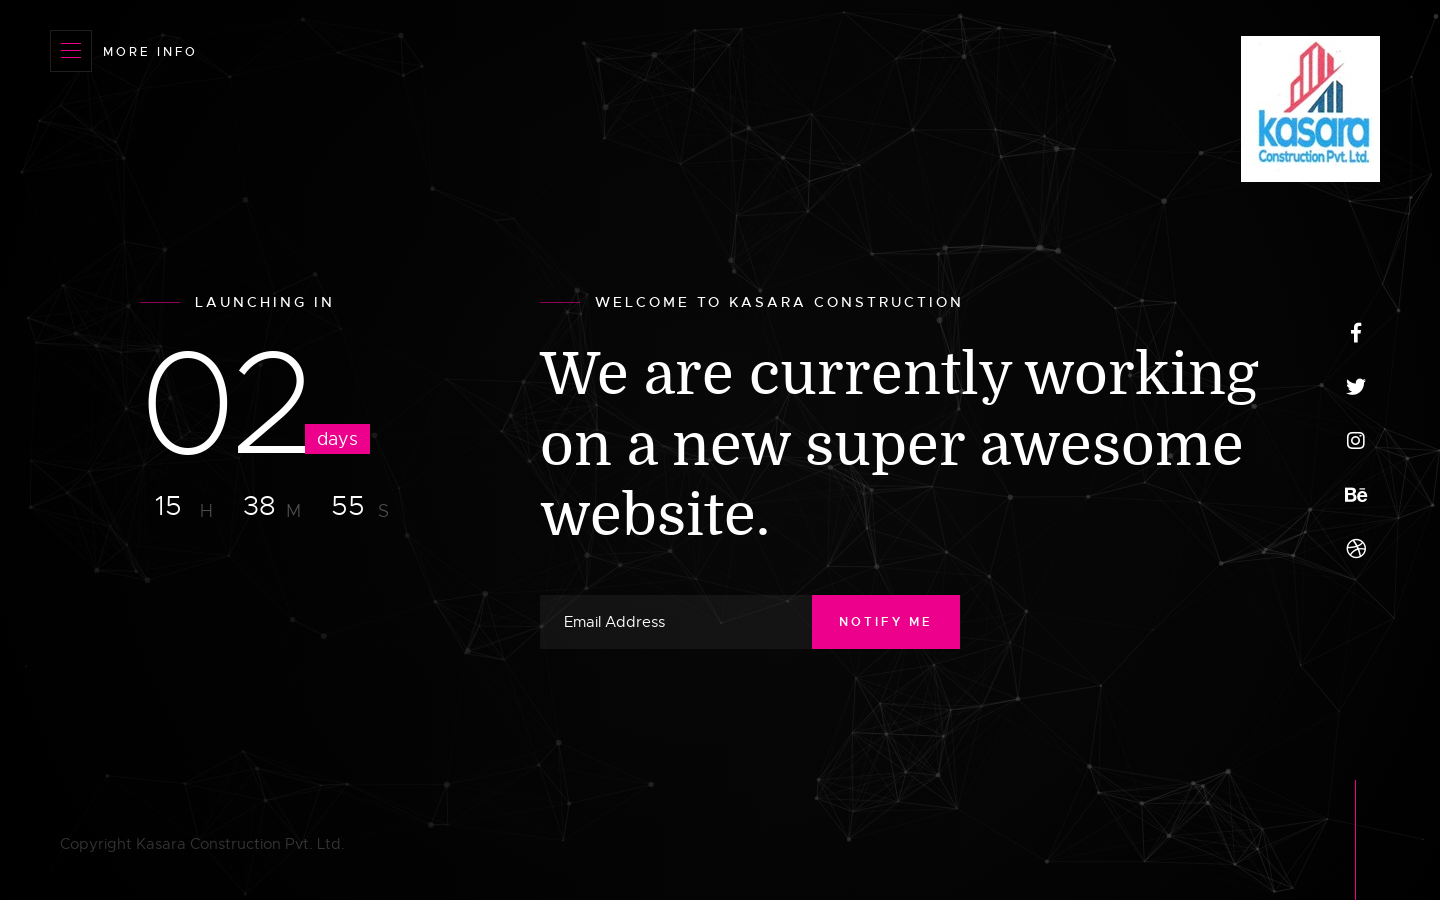 MORE INFO
kasara
Construction Pvt. Ltd.
LAUNCHING IN
02 days
15 H 38 M 55 S
WELCOME TO KASARA CONSTRUCTION
We are currently working
on a new super awesome
website.
Bē
Email Address
NOTIFY ME
Copyright Kasara Construction Pvt. Ltd.